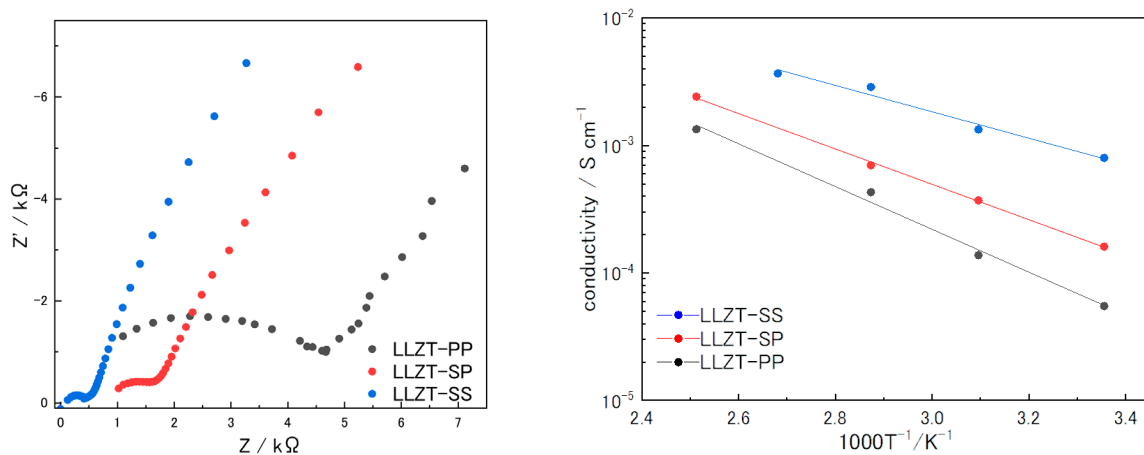 -6
-4
-2
0
Z' / kΩ
0 1 2 3 4 5 6 7
Z / kΩ
LLZT-PP
LLZT-SP
LLZT-SS
10⁻²
10⁻³
10⁻⁴
10⁻⁵
conductivity / S cm⁻¹
2.4 2.6 2.8 3.0 3.2 3.4
1000T⁻¹/K⁻¹
LLZT-SS
LLZT-SP
LLZT-PP